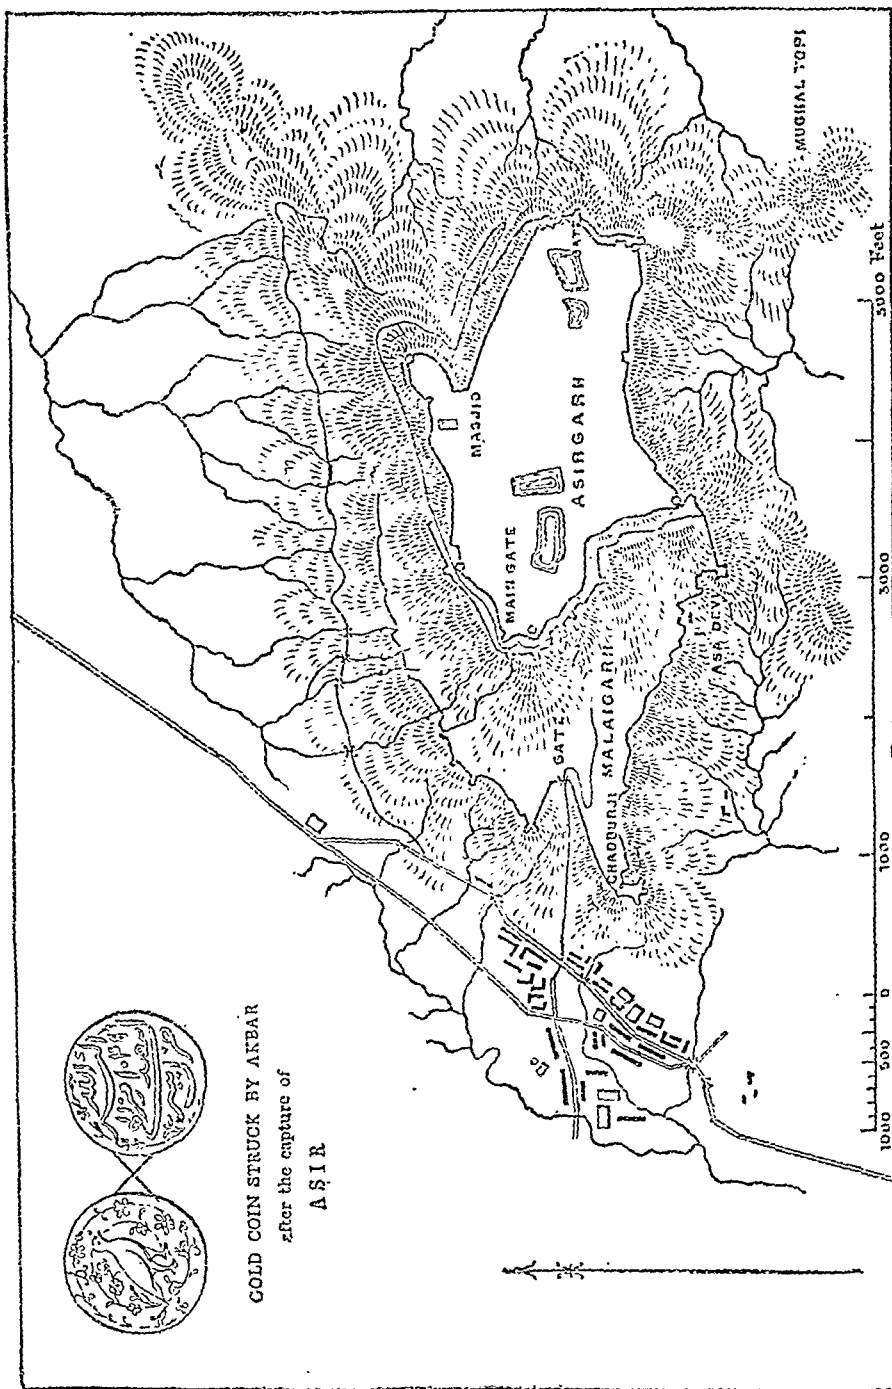 GOLD COIN STRUCK BY AKBAR
after the capture of
ASIR
MASJID
MAIN GATE
ASIRGARH
GATE
MALAIGARH
CHAOBURJI
ASA DEVI
MUGHAL TOPI
1000 500 0 1000 3000 5000 Feet